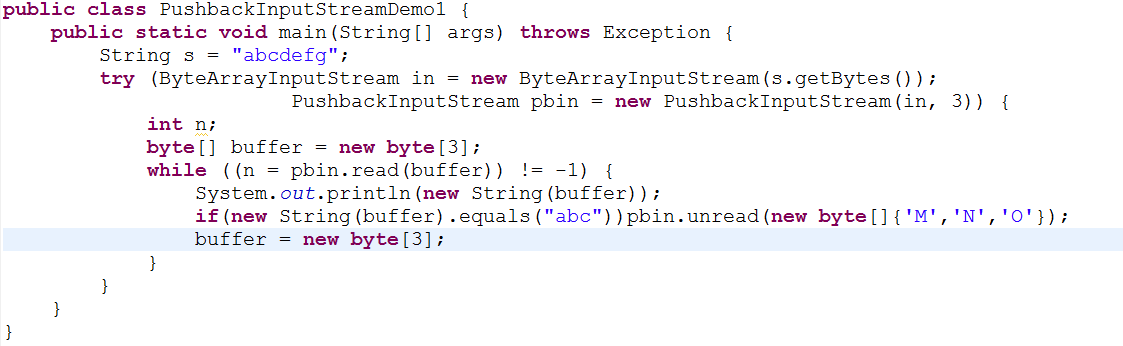 public class PushbackInputStreamDemo1 {
    public static void main(String[] args) throws Exception {
        String s = "abcdefg";
        try (ByteArrayInputStream in = new ByteArrayInputStream(s.getBytes());
                        PushbackInputStream pbin = new PushbackInputStream(in, 3)) {
            int n;
            byte[] buffer = new byte[3];
            while ((n = pbin.read(buffer)) != -1) {
                System.out.println(new String(buffer));
                if(new String(buffer).equals("abc"))pbin.unread(new byte[]{'M','N','O'});
                buffer = new byte[3];
            }
        }
    }
}